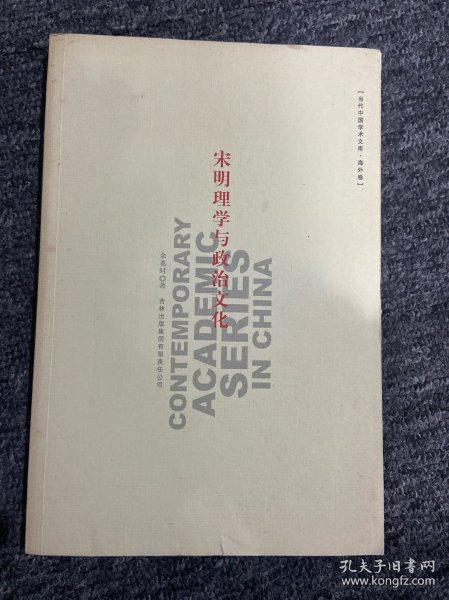 【当代中国学术文库·海外卷】
宋明理学与政治文化
CONTEMPORARY
ACADEMIC
SERIES
IN CHINA
余英时◎著
吉林出版集团有限责任公司
孔夫子旧书网
www.kongfz.com